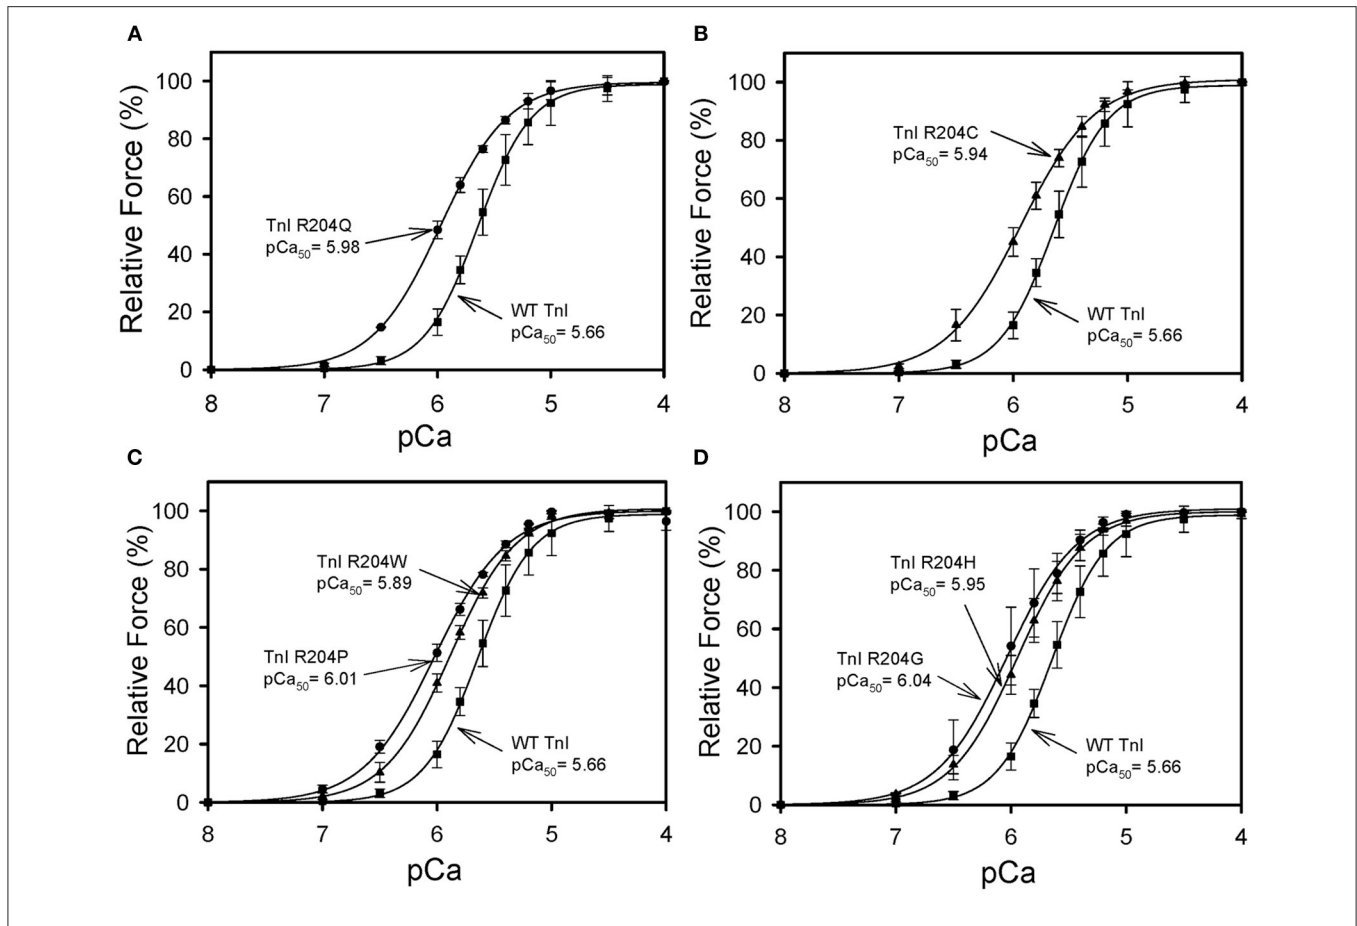 A
B
100
80
60
40
20
0
Relative Force (%)
TnI R204Q
pCa50= 5.98
WT TnI
pCa50= 5.66
8 7 6 5 4
pCa
100
80
60
40
20
0
Relative Force (%)
TnI R204C
pCa50= 5.94
WT TnI
pCa50= 5.66
8 7 6 5 4
pCa
C
D
100
80
60
40
20
0
Relative Force (%)
TnI R204W
pCa50= 5.89
TnI R204P
pCa50= 6.01
WT TnI
pCa50= 5.66
8 7 6 5 4
pCa
100
80
60
40
20
0
Relative Force (%)
TnI R204H
pCa50= 5.95
TnI R204G
pCa50= 6.04
WT TnI
pCa50= 5.66
8 7 6 5 4
pCa